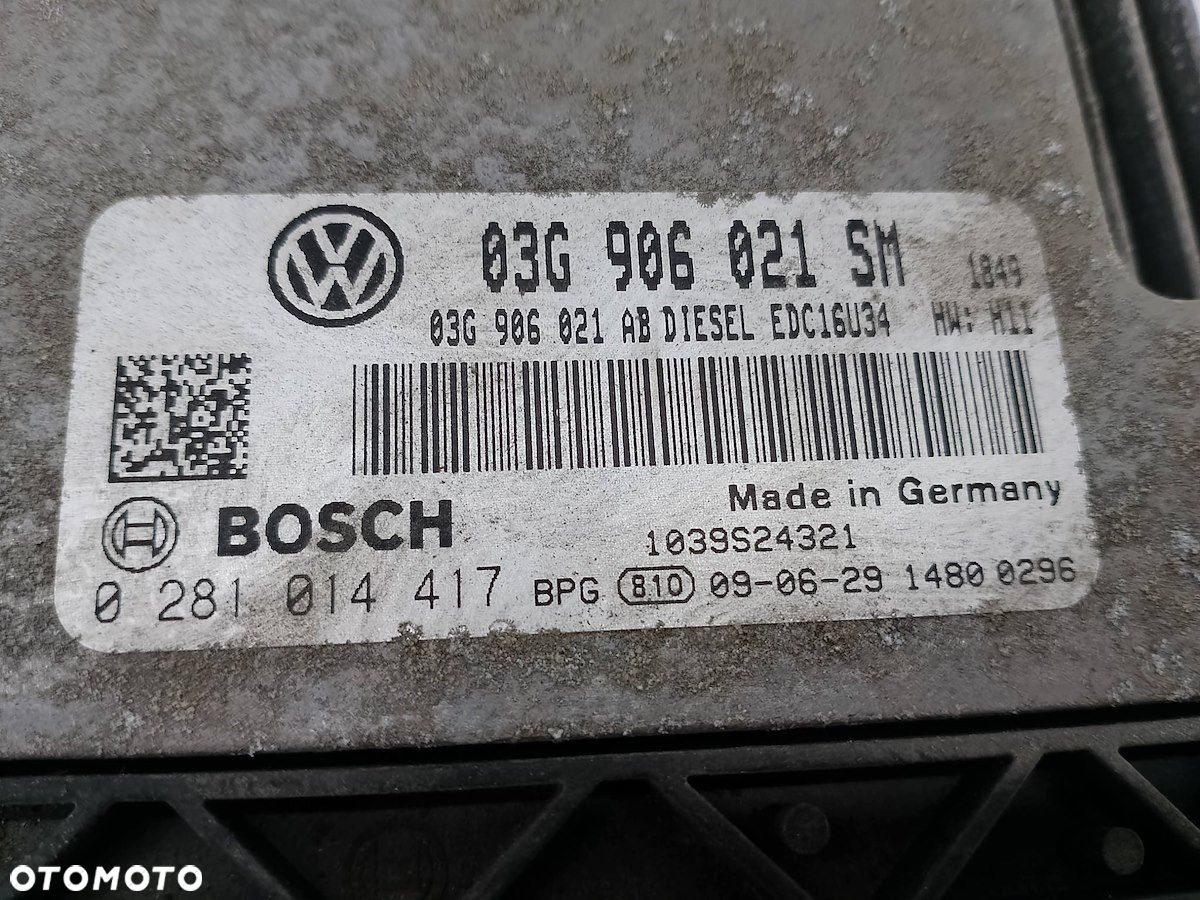 03G 906 021 SM 1849
03G 906 021 AB DIESEL EDC16U34 HW: H11
BOSCH
Made in Germany
1039S24321
0 281 014 417 BPG 810 09-06-29 1480 0296
OTOMOTO